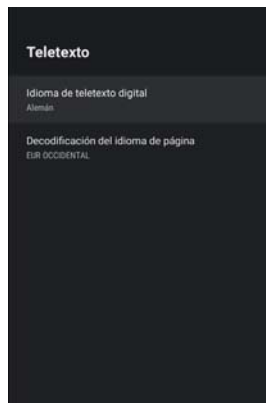 Teletexto
Idioma de teletexto digital
Alemán
Decodificación del idioma de página
EUR OCCIDENTAL